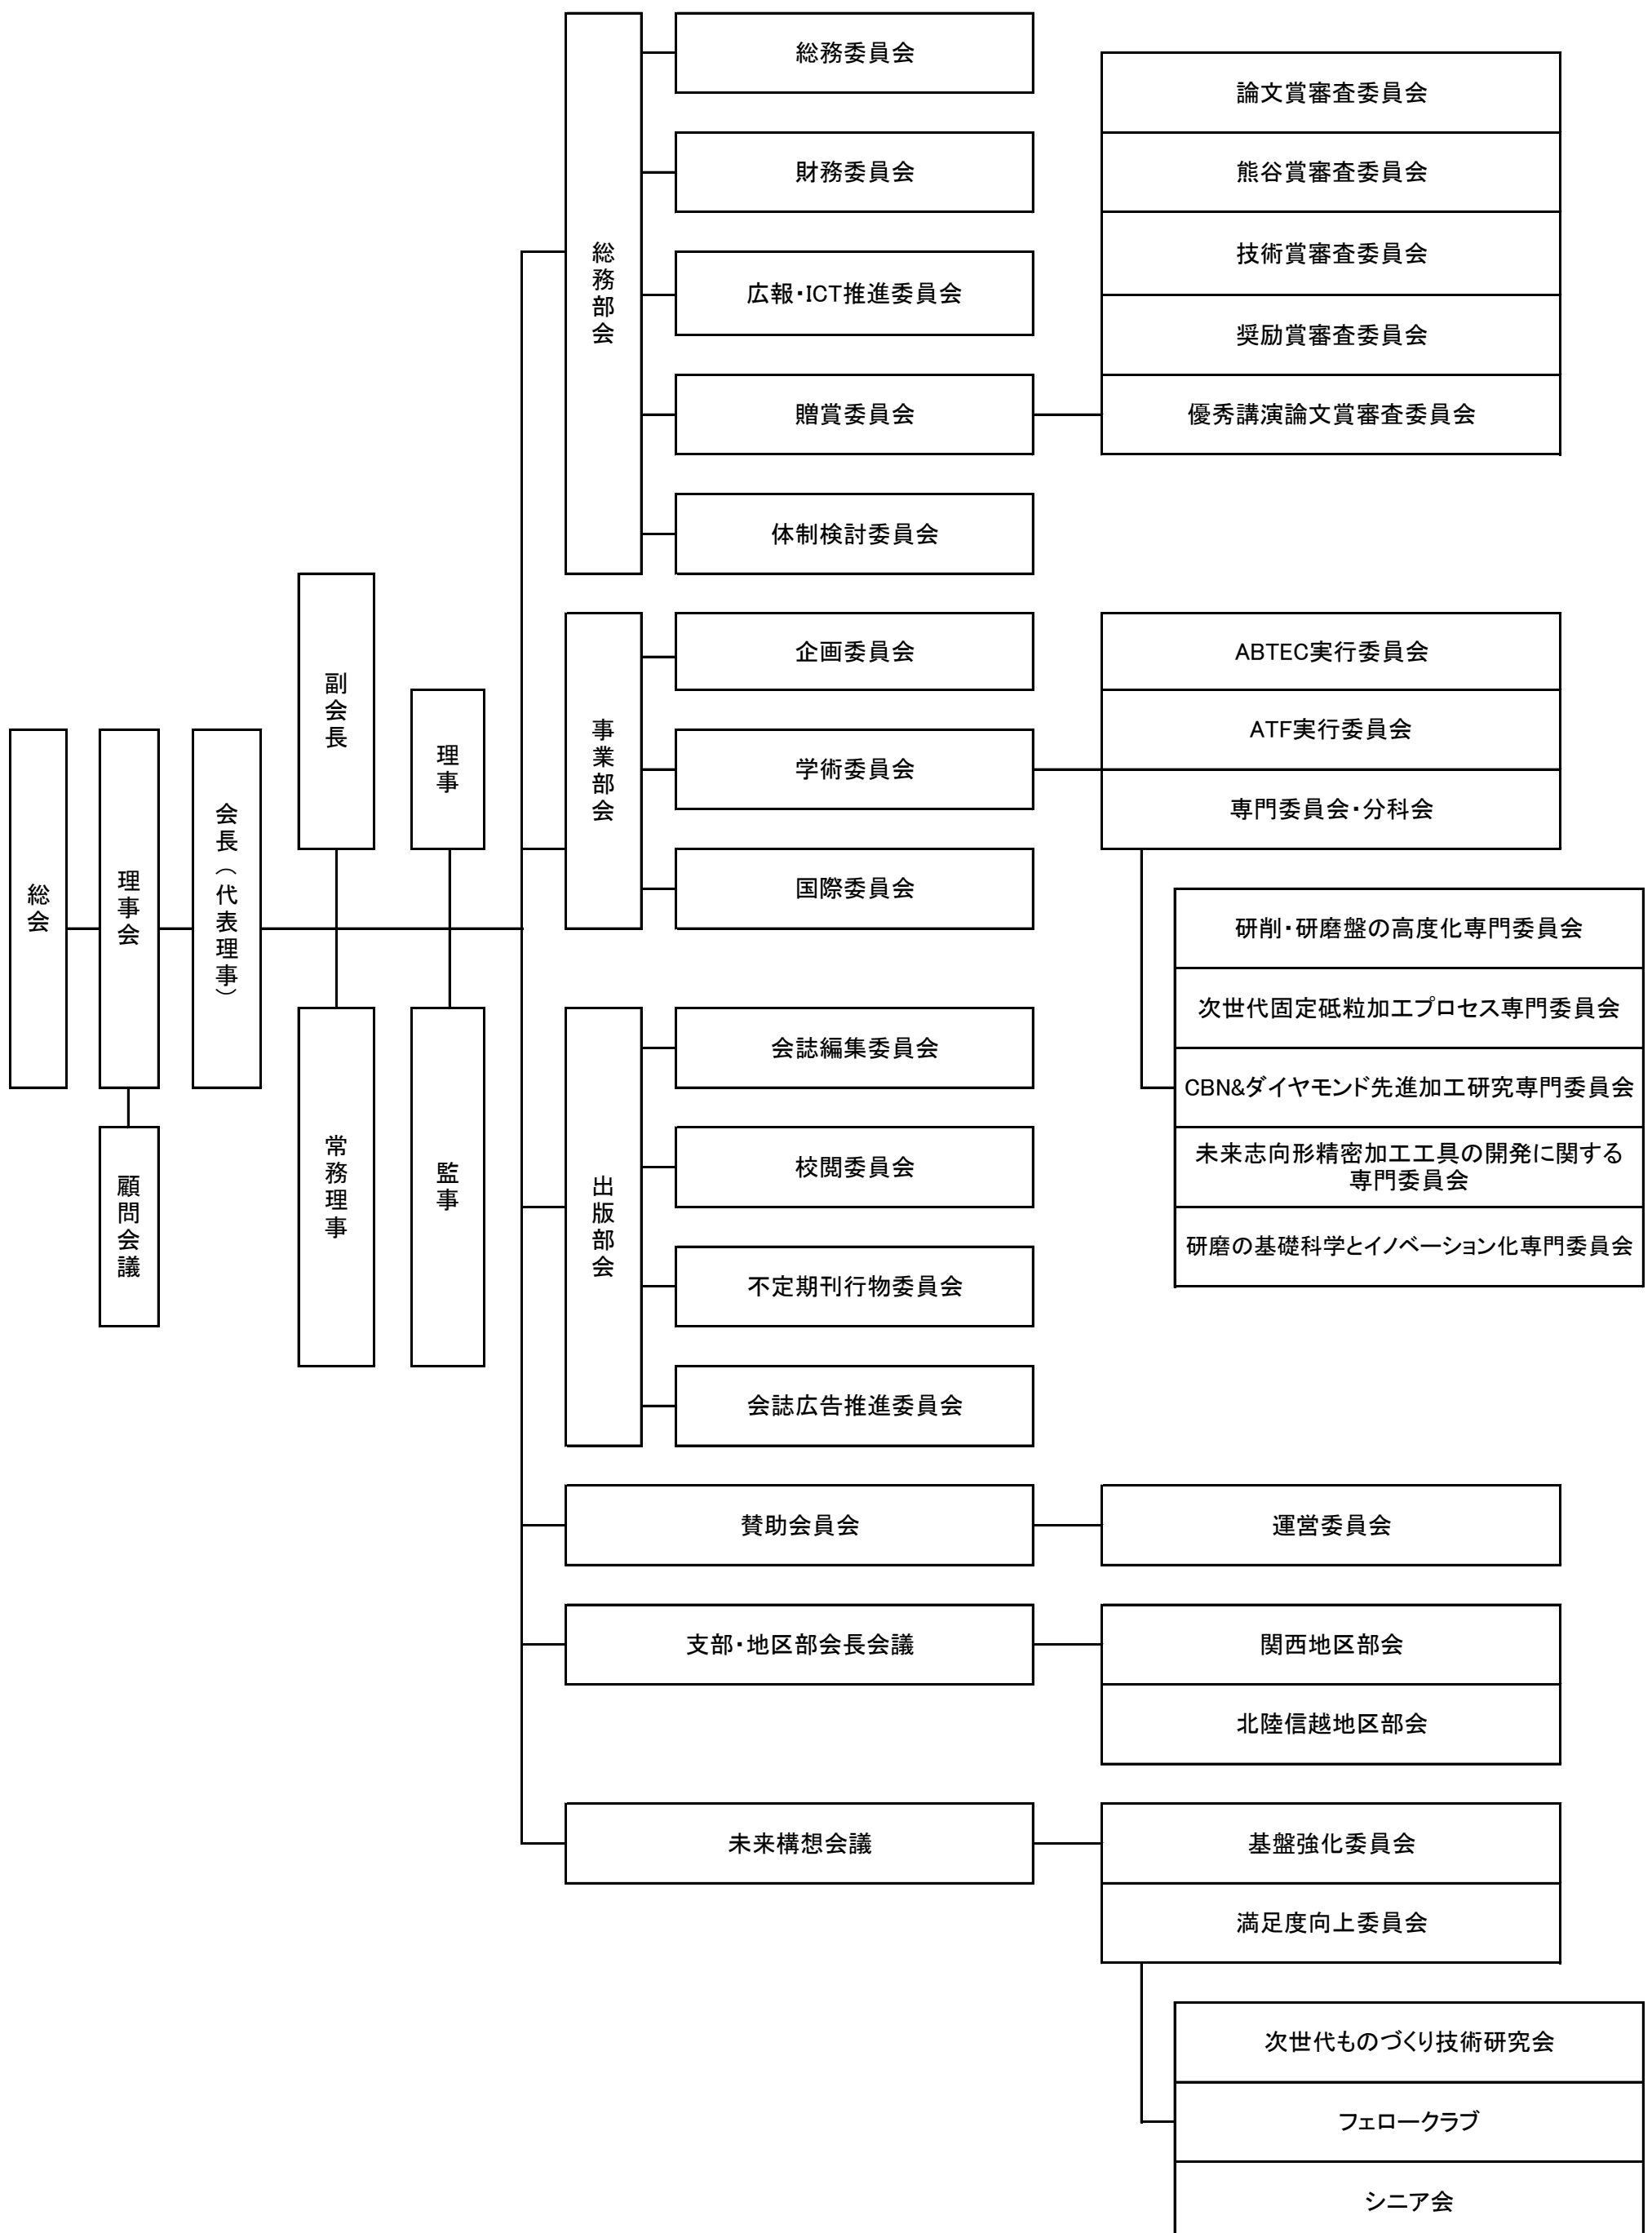 総会
理事会
顧問会議
会長（代表理事）
副会長
常務理事
理事
監事
総務部会
総務委員会
財務委員会
広報・ICT推進委員会
贈賞委員会
論文賞審査委員会
熊谷賞審査委員会
技術賞審査委員会
奨励賞審査委員会
優秀講演論文賞審査委員会
体制検討委員会
事業部会
企画委員会
学術委員会
国際委員会
ABTEC実行委員会
ATF実行委員会
専門委員会・分科会
研削・研磨盤の高度化専門委員会
次世代固定砥粒加工プロセス専門委員会
CBN&ダイヤモンド先進加工研究専門委員会
未来志向形精密加工工具の開発に関する
専門委員会
研磨の基礎科学とイノベーション化専門委員会
出版部会
会誌編集委員会
校閲委員会
不定期刊行物委員会
会誌広告推進委員会
賛助会員会
運営委員会
支部・地区部会長会議
関西地区部会
北陸信越地区部会
未来構想会議
基盤強化委員会
満足度向上委員会
次世代ものづくり技術研究会
フェロークラブ
シニア会